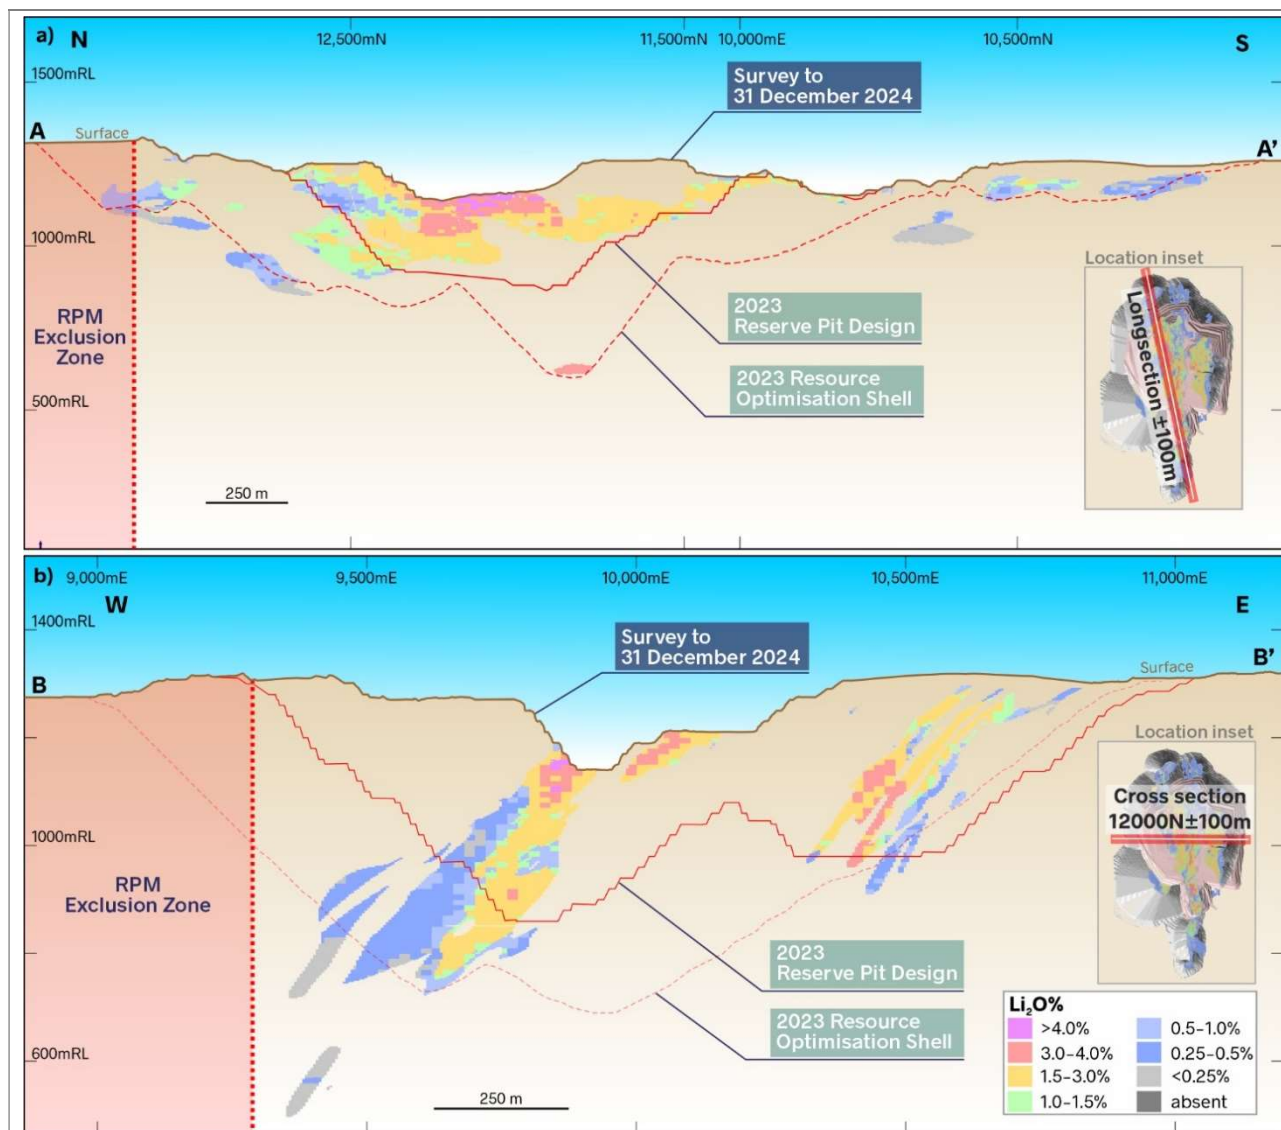 a) N
12,500mN
11,500mN
10,000mE
10,500mN
S
1500mRL
Survey to
31 December 2024
A
Surface
A'
1000mRL
Location inset
RPM
Exclusion
Zone
2023
Reserve Pit Design
Longsection ±100m
2023 Resource
Optimisation Shell
500mRL
250 m
b)
9,000mE
9,500mE
10,000mE
10,500mE
11,000mE
W
E
1400mRL
Survey to
31 December 2024
Surface
B
B'
Location inset
Cross section
12000N±100m
1000mRL
RPM
Exclusion Zone
2023
Reserve Pit Design
2023 Resource
Optimisation Shell
600mRL
250 m
Li₂O%
>4.0%
3.0–4.0%
1.5–3.0%
1.0–1.5%
0.5–1.0%
0.25–0.5%
<0.25%
absent